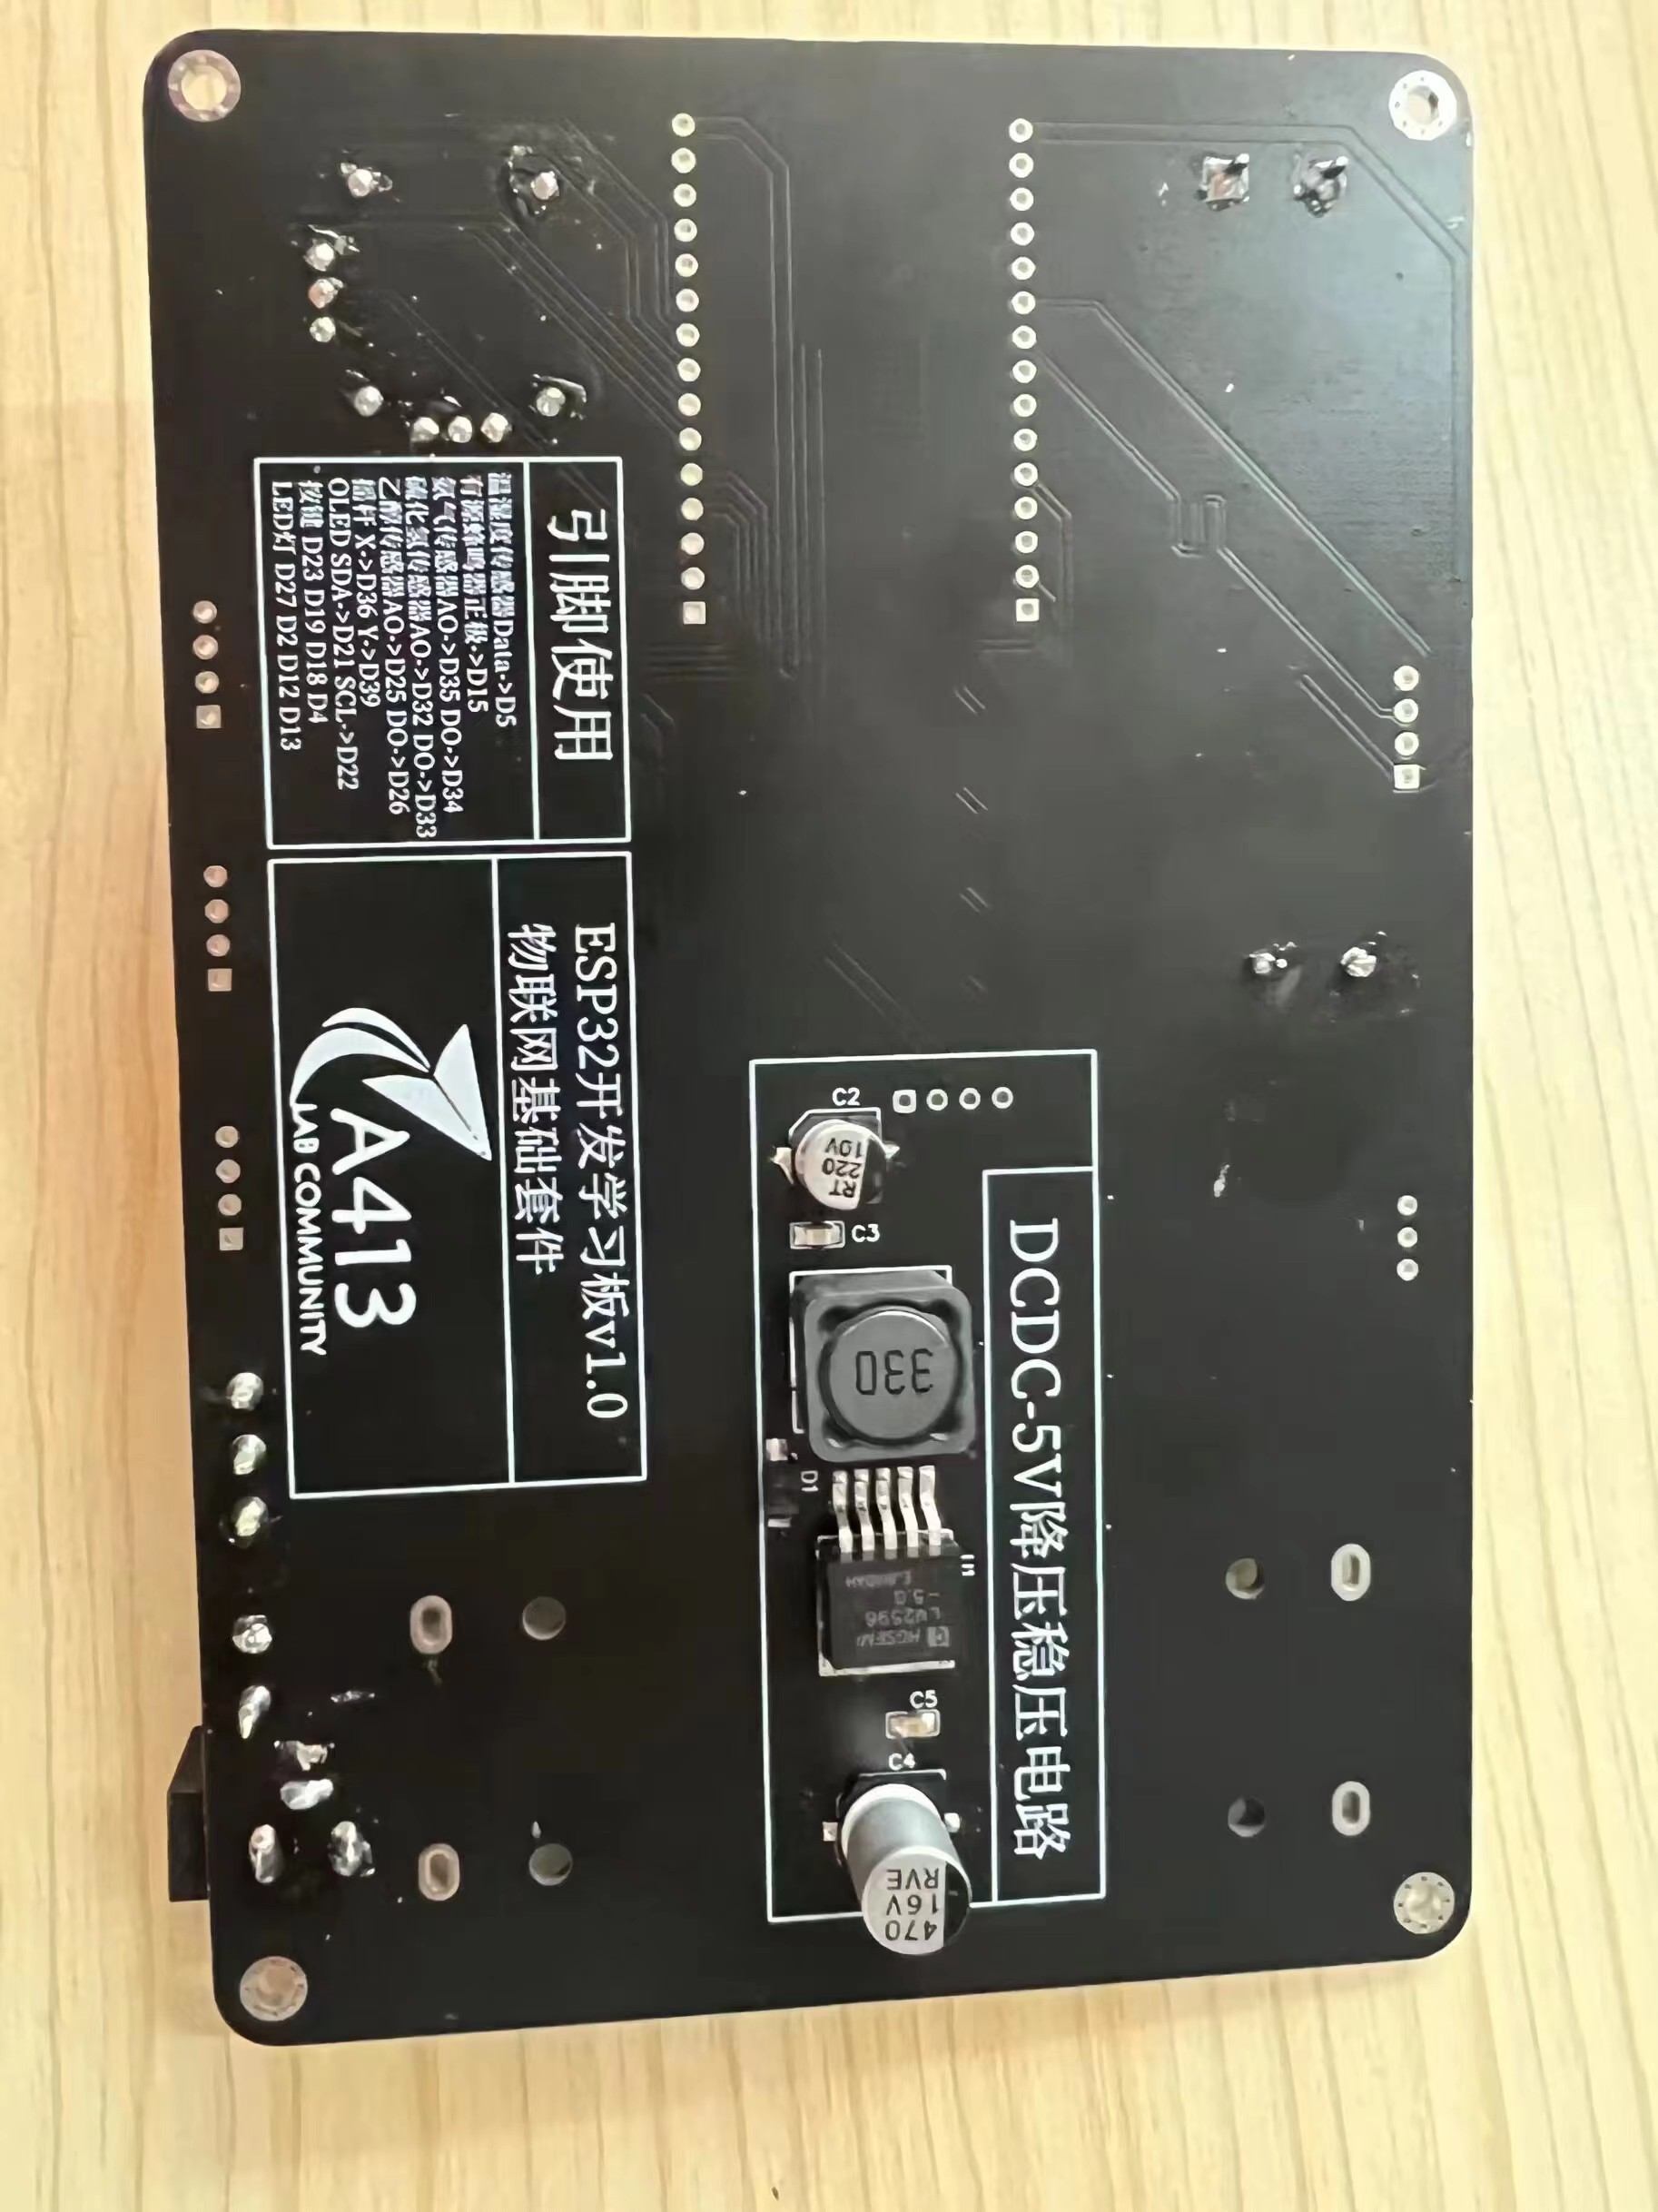 引脚使用
温湿度传感器Data->D5
有源蜂鸣器正极->D15
氨气传感器AO->D35 DO->D34
硫化氢传感器AO->D32 DO->D33
乙醇传感器AO->D25 DO->D26
摇杆 X->D36 Y->D39
OLED SDA->D21 SCL->D22
按键 D23 D19 D18 D4
LED灯 D27 D2 D12 D13
ESP32开发学习板v1.0
物联网基础套件
A413
LAB COMMUNITY
DCDC-5V降压稳压电路
C2
RT
220
10V
C3
330
D1
HGSEMI
LM2596
-5.0
C5
C4
470
16V
RVE